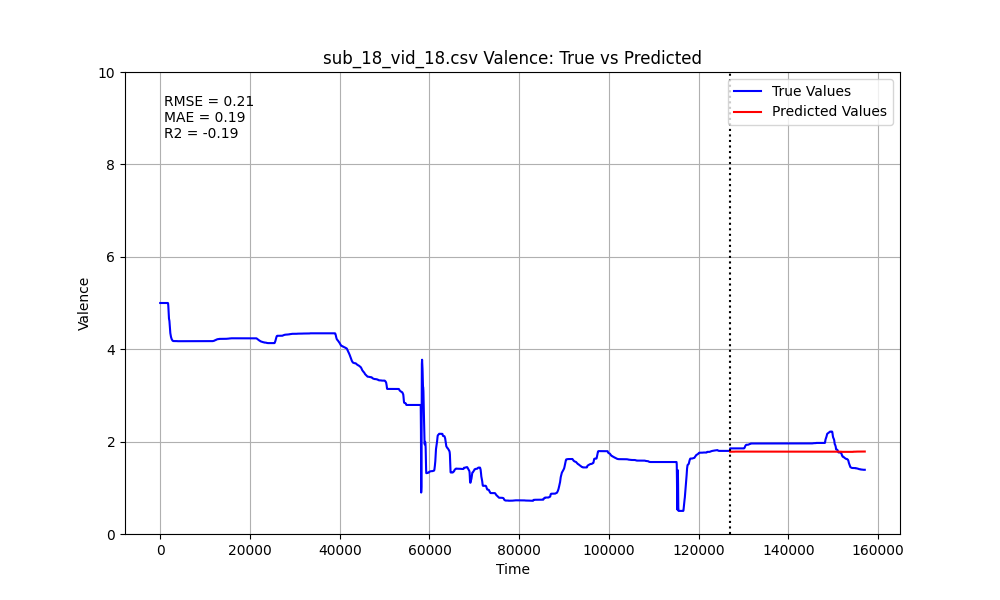 sub_18_vid_18.csv Valence: True vs Predicted
RMSE = 0.21
MAE = 0.19
R2 = -0.19
True Values
Predicted Values
10
8
6
4
2
0
Valence
0
20000
40000
60000
80000
100000
120000
140000
160000
Time